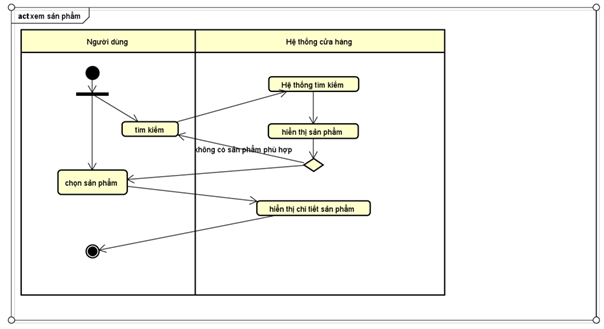 act xem sản phẩm
Người dùng
Hệ thống cửa hàng
Hệ thống tìm kiếm
tìm kiếm
hiển thị sản phẩm
không có sản phẩm phù hợp
chọn sản phẩm
hiển thị chi tiết sản phẩm